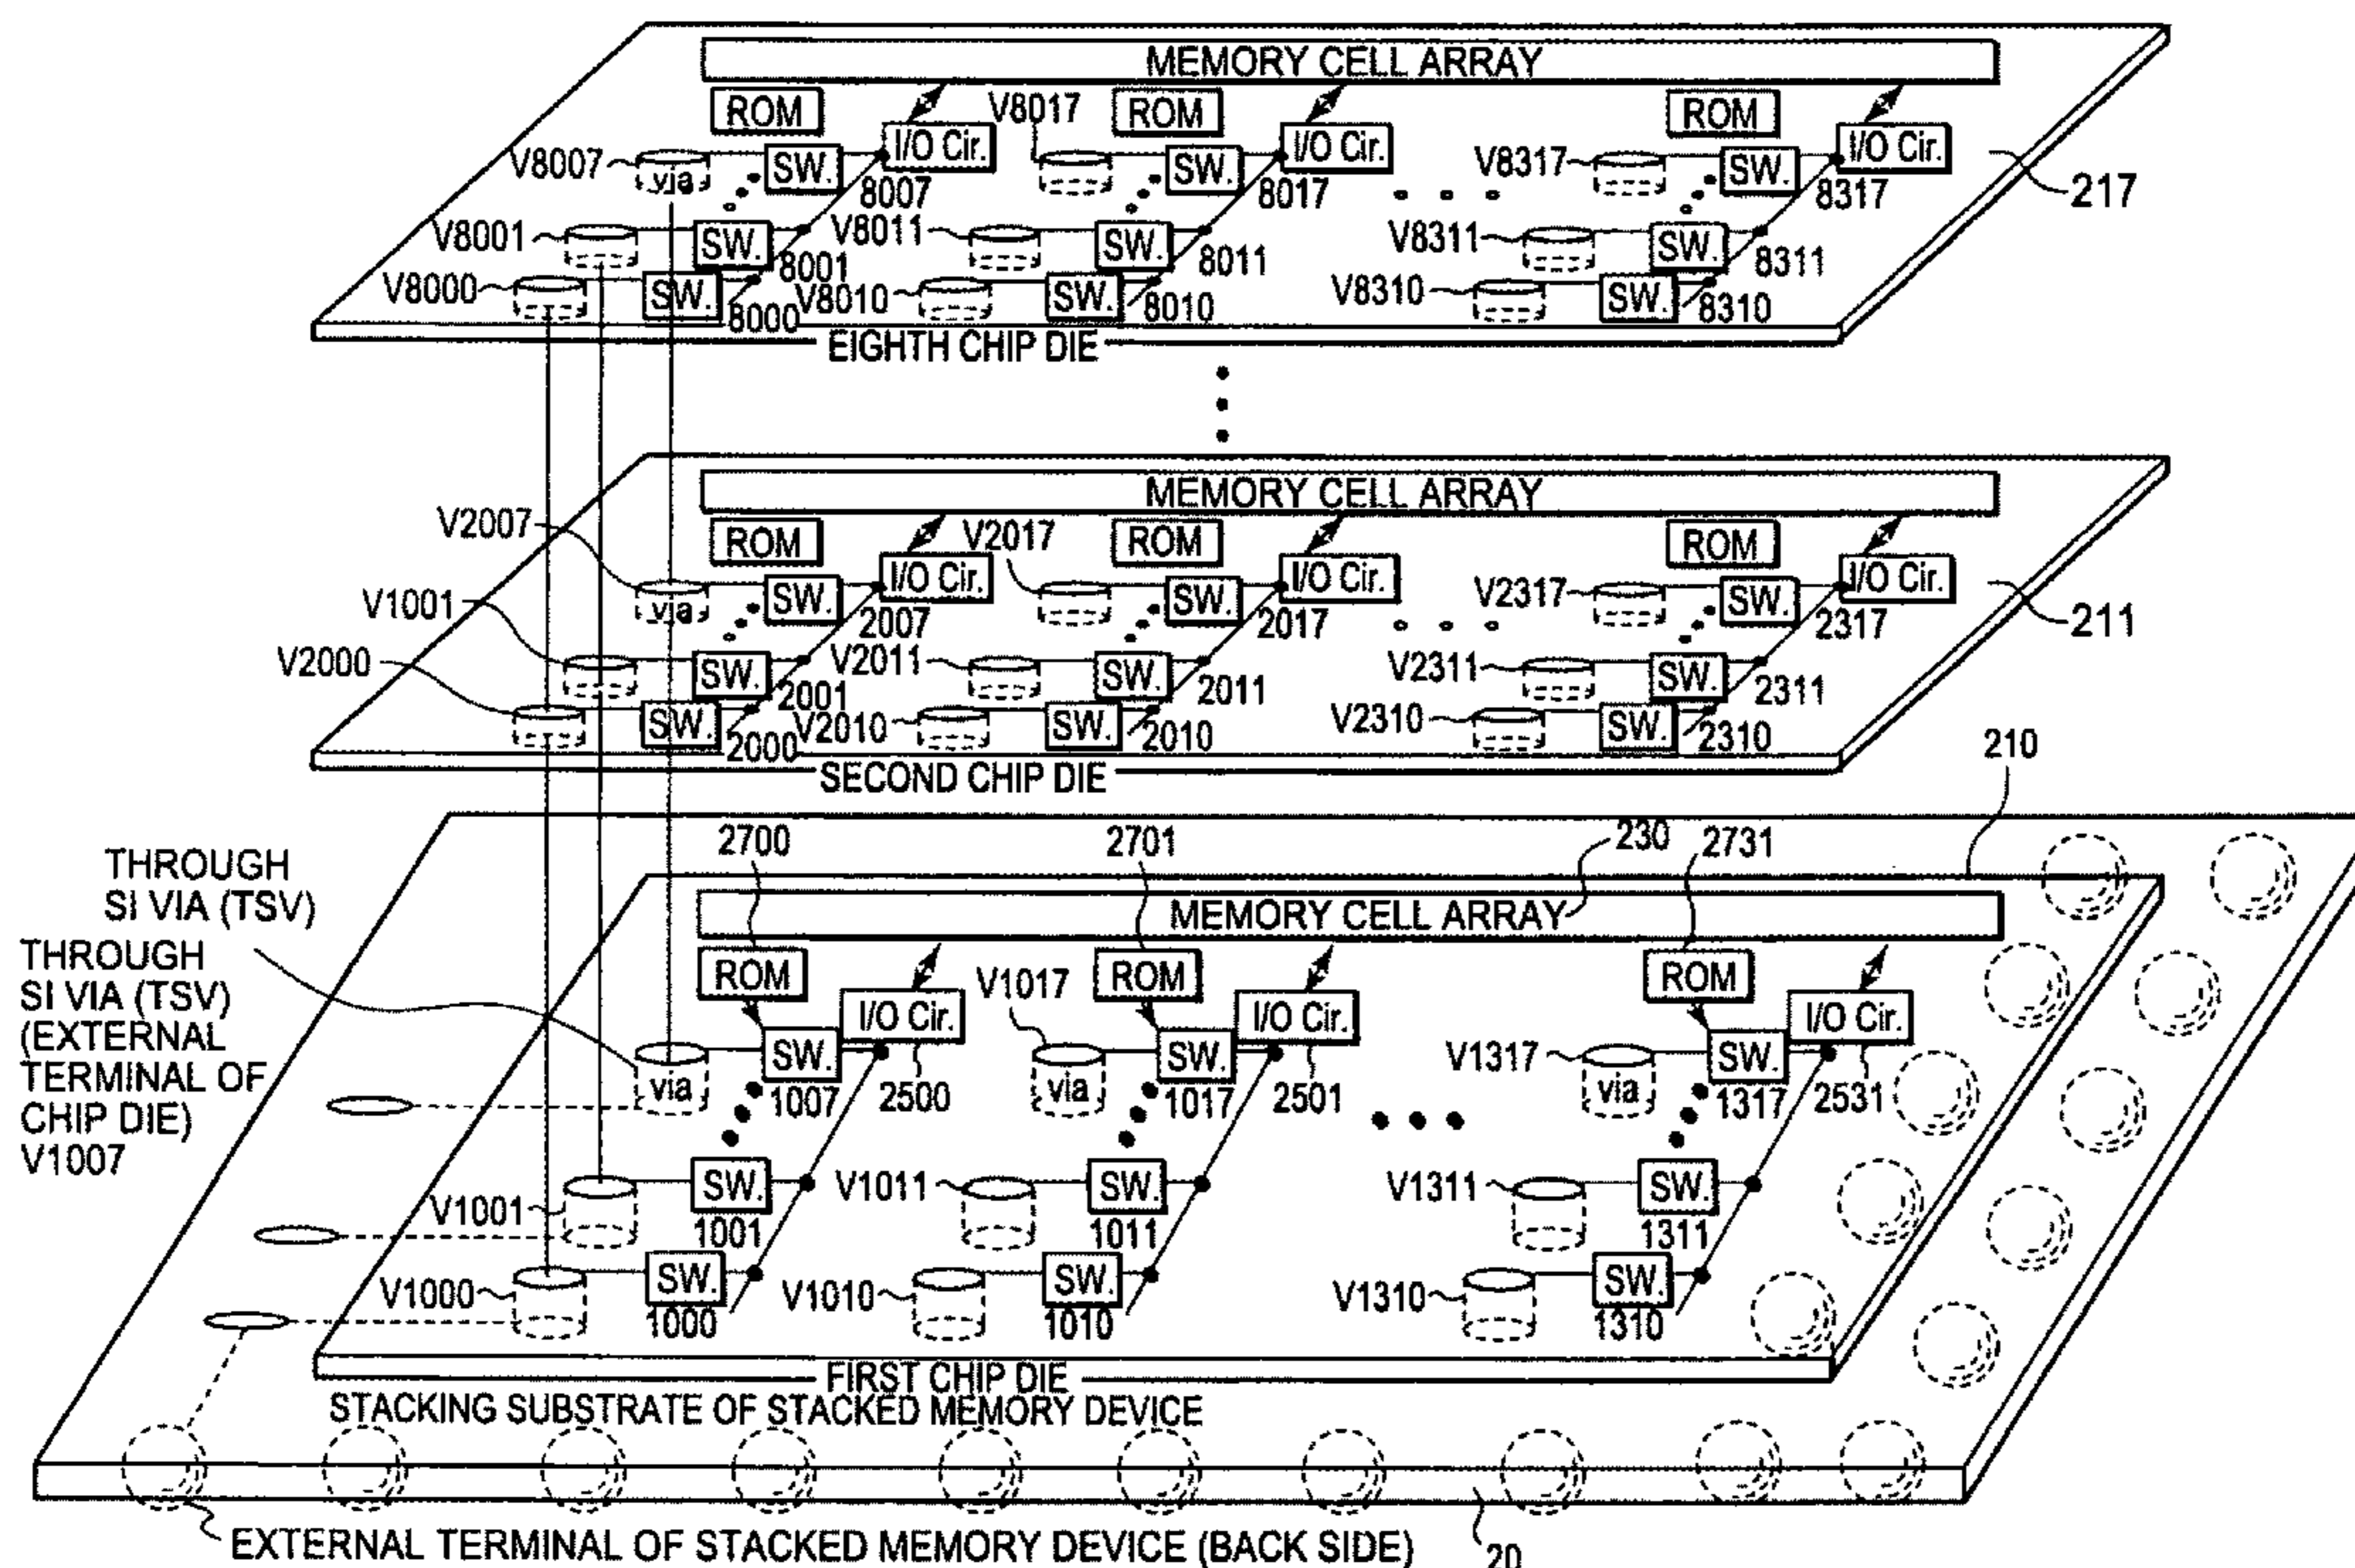 MEMORY CELL ARRAY
ROM
V8017
ROM
ROM
V8007
via
SW.
I/O Cir.
8007
SW.
I/O Cir.
8017
V8317
SW.
I/O Cir.
8317
217
V8001
SW.
8001
V8011
SW.
8011
V8311
SW.
8311
V8000
SW.
8000
V8010
SW.
8010
V8310
SW.
8310
EIGHTH CHIP DIE
MEMORY CELL ARRAY
V2007
ROM
V2017
ROM
ROM
via
SW.
I/O Cir.
2007
SW.
I/O Cir.
2017
V2317
SW.
I/O Cir.
2317
211
V1001
SW.
2001
V2011
SW.
2011
V2311
SW.
2311
V2000
SW.
2000
V2010
SW.
2010
V2310
SW.
2310
SECOND CHIP DIE
210
2700
2701
230
2731
THROUGH
SI VIA (TSV)
MEMORY CELL ARRAY
THROUGH
SI VIA (TSV)
(EXTERNAL
TERMINAL OF
CHIP DIE)
V1007
ROM
V1017
ROM
ROM
via
SW.
1007
I/O Cir.
2500
via
SW.
1017
I/O Cir.
2501
V1317
via
SW.
1317
I/O Cir.
2531
V1001
SW.
1001
V1011
SW.
1011
V1311
SW.
1311
V1000
SW.
1000
V1010
SW.
1010
V1310
SW.
1310
FIRST CHIP DIE
STACKING SUBSTRATE OF STACKED MEMORY DEVICE
EXTERNAL TERMINAL OF STACKED MEMORY DEVICE (BACK SIDE)
20